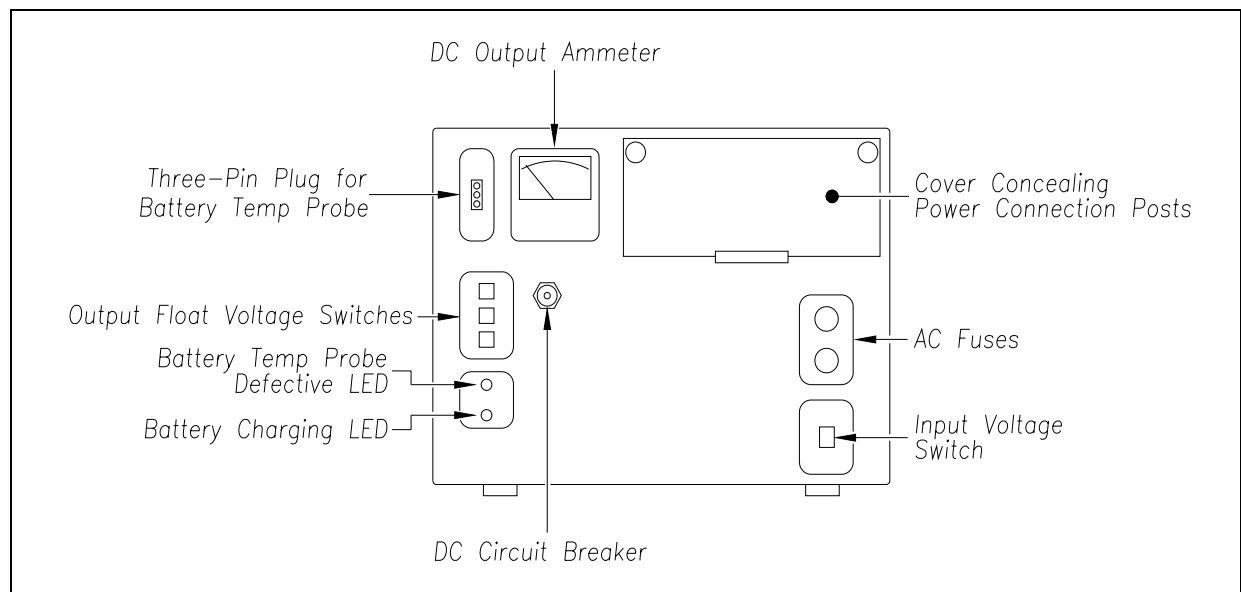 DC Output Ammeter
Three-Pin Plug for
Battery Temp Probe
Cover Concealing
Power Connection Posts
Output Float Voltage Switches
AC Fuses
Battery Temp Probe
Defective LED
Battery Charging LED
Input Voltage
Switch
DC Circuit Breaker